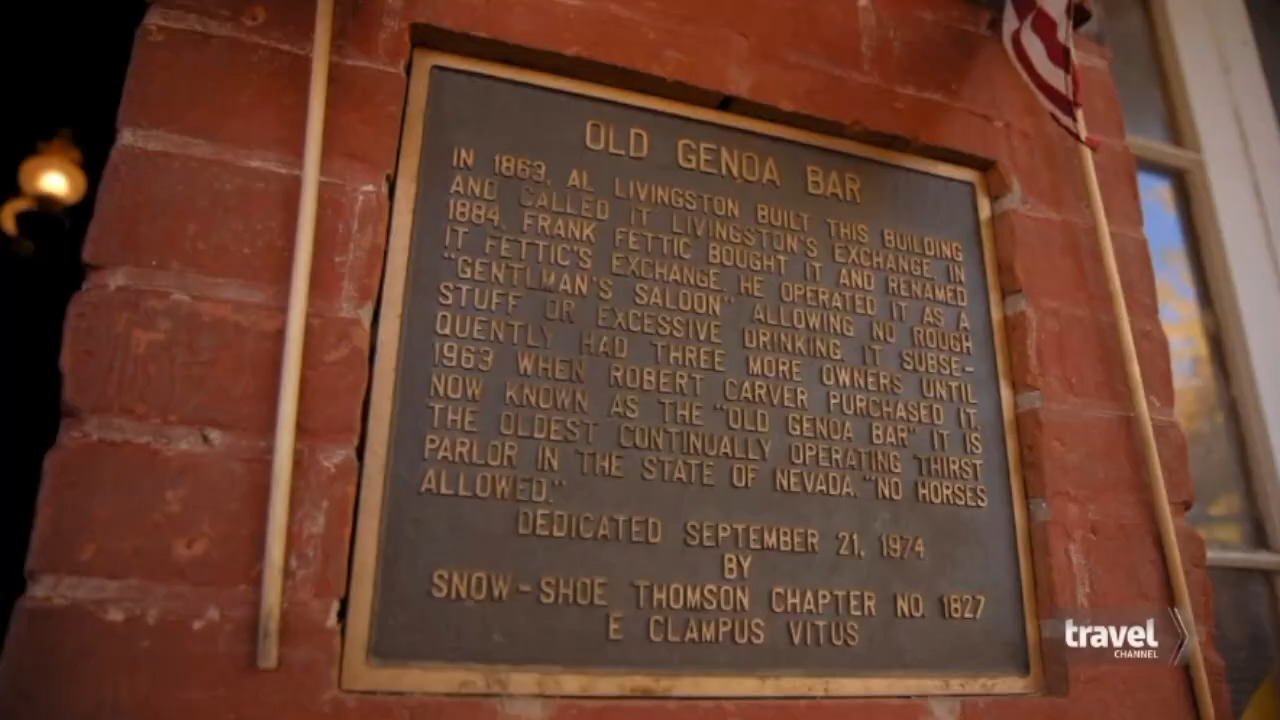 OLD GENOA BAR
IN 1863, AL LIVINGSTON BUILT THIS BUILDING
AND CALLED IT LIVINGSTON'S EXCHANGE. IN
1884, FRANK FETTIC BOUGHT IT AND RENAMED
IT FETTIC'S EXCHANGE. HE OPERATED IT AS A
"GENTLMAN'S SALOON" ALLOWING NO ROUGH
STUFF OR EXCESSIVE DRINKING. IT SUBSE-
QUENTLY HAD THREE MORE OWNERS UNTIL
1963 WHEN ROBERT CARVER PURCHASED IT.
NOW KNOWN AS THE "OLD GENOA BAR" IT IS
THE OLDEST CONTINUALLY OPERATING THIRST
PARLOR IN THE STATE OF NEVADA. "NO HORSES
ALLOWED."
DEDICATED SEPTEMBER 21, 1974
BY
SNOW-SHOE THOMSON CHAPTER NO. 1827
E CLAMPUS VITUS
travel
CHANNEL